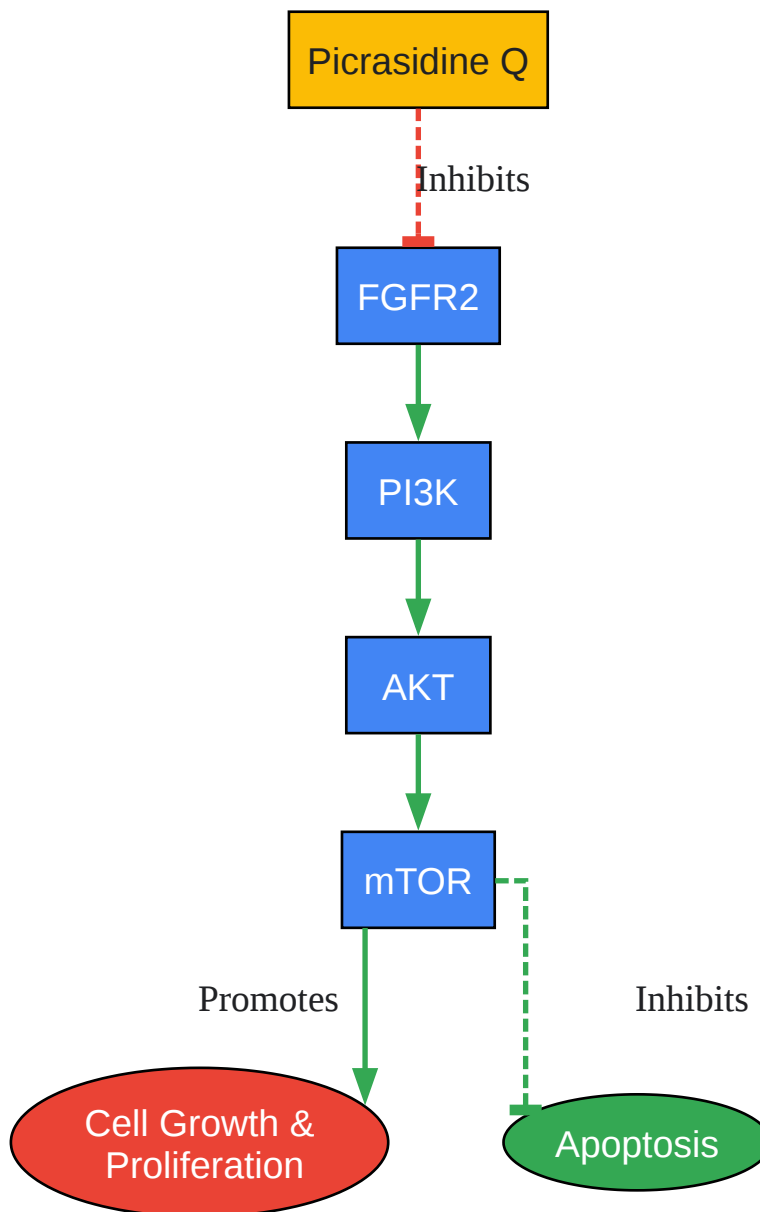 Picrasidine Q
Inhibits
FGFR2
PI3K
AKT
mTOR
Promotes
Inhibits
Cell Growth &
Proliferation
Apoptosis